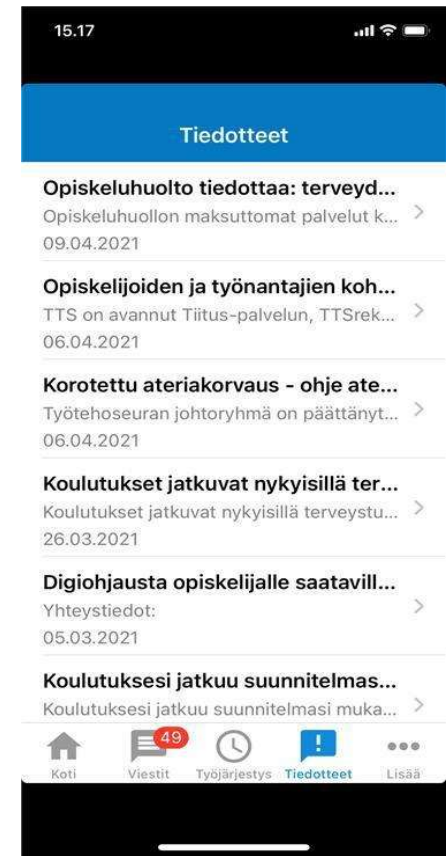 15.17
Tiedotteet
Opiskeluhuolto tiedottaa: terveyd...
Opiskeluhuollon maksuttomat palvelut k...
09.04.2021
Opiskelijoiden ja työnantajien koh...
TTS on avannut Tiitus-palvelun, TTSrek...
06.04.2021
Korotettu ateriakorvaus - ohje ate...
Työtehoseuran johtoryhmä on päättänyt...
06.04.2021
Koulutukset jatkuvat nykyisillä ter...
Koulutukset jatkuvat nykyisillä terveystu...
26.03.2021
Digiohjausta opiskelijalle saatavill...
Yhteystiedot:
05.03.2021
Koulutuksesi jatkuu suunnitelmas...
Koulutuksesi jatkuu suunnitelmasi muka...
49
Koti Viestit Työjärjestys Tiedotteet Lisää